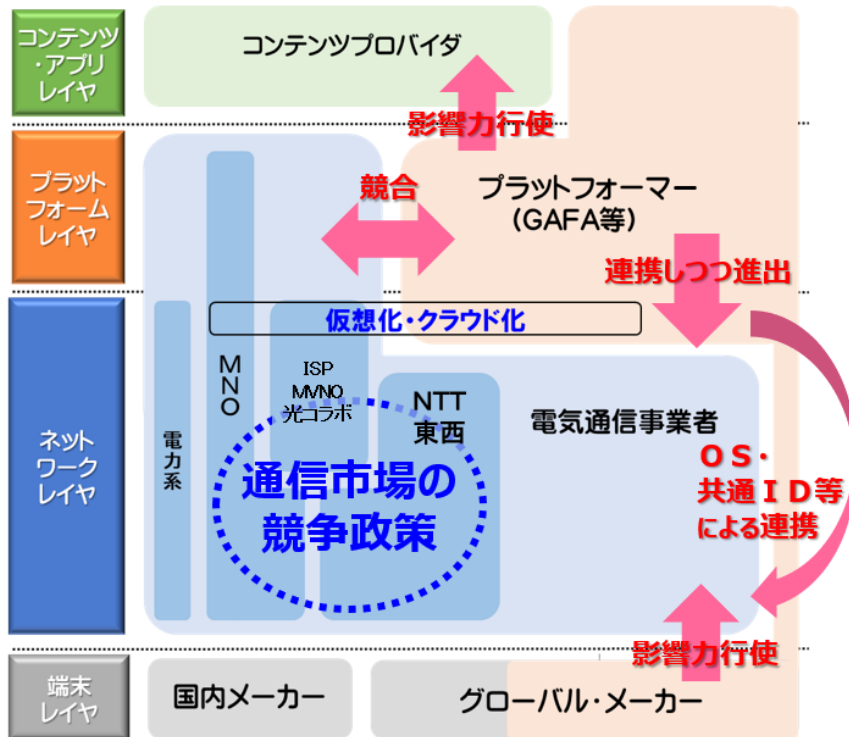 コンテンツ
・アプリ
レイヤ
コンテンツプロバイダ
影響力行使
プラット
フォーム
レイヤ
競合
プラットフォーマー
(GAFA等)
連携しつつ進出
仮想化・クラウド化
ネット
ワーク
レイヤ
電力系
MNO
ISP
MVNO
光コラボ
NTT
東西
電気通信事業者
通信市場の
競争政策
OS・
共通ID等
による連携
影響力行使
端末
レイヤ
国内メーカー
グローバル・メーカー